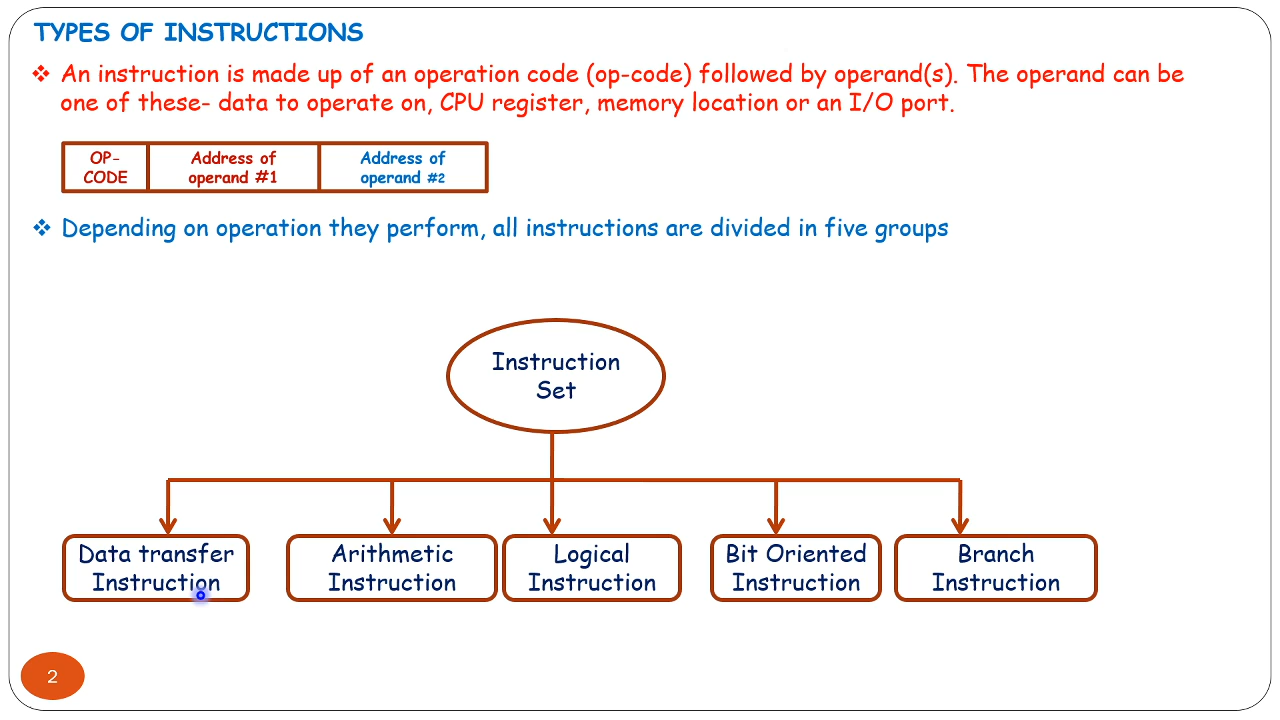 TYPES OF INSTRUCTIONS
❖ An instruction is made up of an operation code (op-code) followed by operand(s). The operand can be
one of these- data to operate on, CPU register, memory location or an I/O port.
OP-
CODE
Address of
operand #1
Address of
operand #2
❖ Depending on operation they perform, all instructions are divided in five groups
Instruction
Set
Data transfer
Instruction
Arithmetic
Instruction
Logical
Instruction
Bit Oriented
Instruction
Branch
Instruction
2